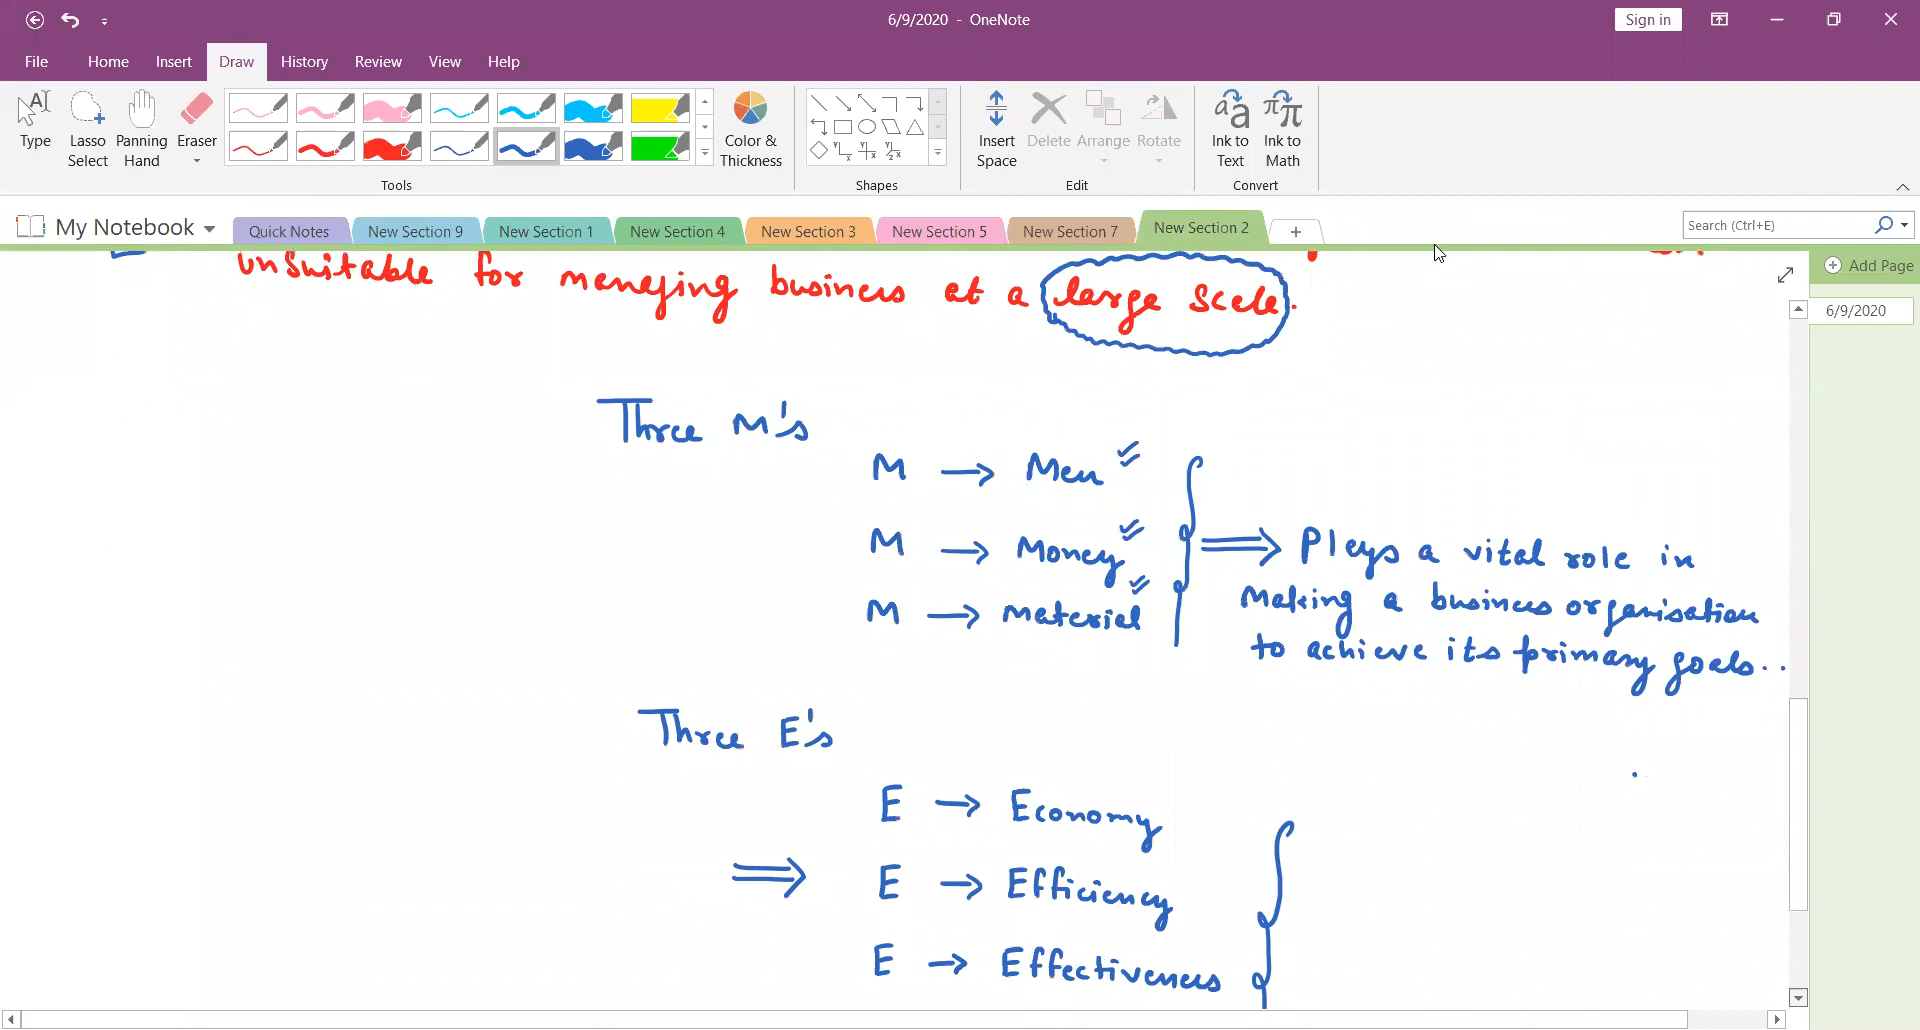 6/9/2020 - OneNote
Sign in
File Home Insert Draw History Review View Help
Type
Lasso Select
Panning Hand
Eraser
Color & Thickness
Insert Space
Delete
Arrange
Rotate
Ink to Text
Ink to Math
Tools Shapes Edit Convert
My Notebook Quick Notes New Section 9 New Section 1 New Section 4 New Section 3 New Section 5 New Section 7 New Section 2 +
Search (Ctrl+E)
Add Page
6/9/2020
unsuitable for managing business at a large scale.
Three M's
M → Men
M → Money
M → Material
⇒ Plays a vital role in
making a business organisation
to achieve its primary goals..
Three E's
E → Economy
⇒ E → Efficiency
E → Effectiveness